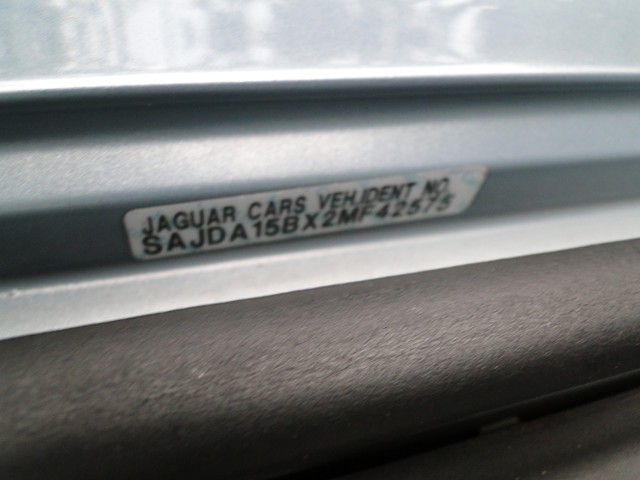 JAGUAR CARS VEH.IDENT NO.
SAJDA15BX2MF42575